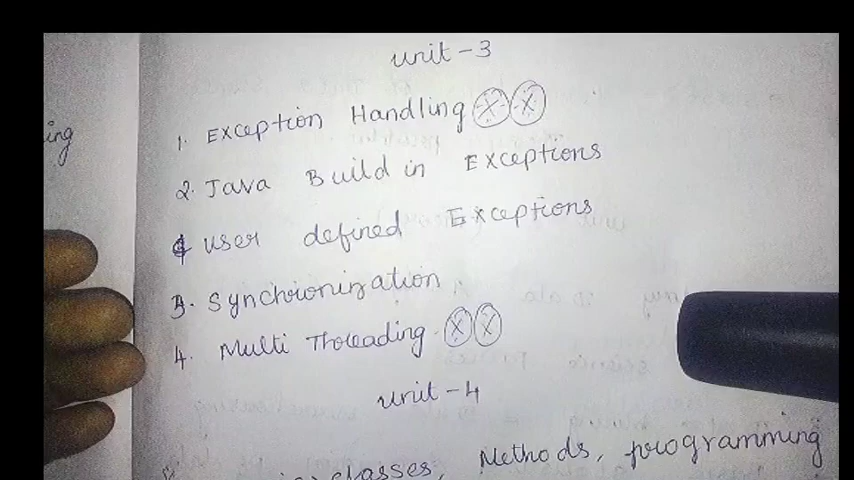 ing
unit - 3
1. Exception Handling
2. Java Build in Exceptions
user defined Exceptions
3. Synchronization
4. Multi Threading
unit - 4
classes, Methods, programming